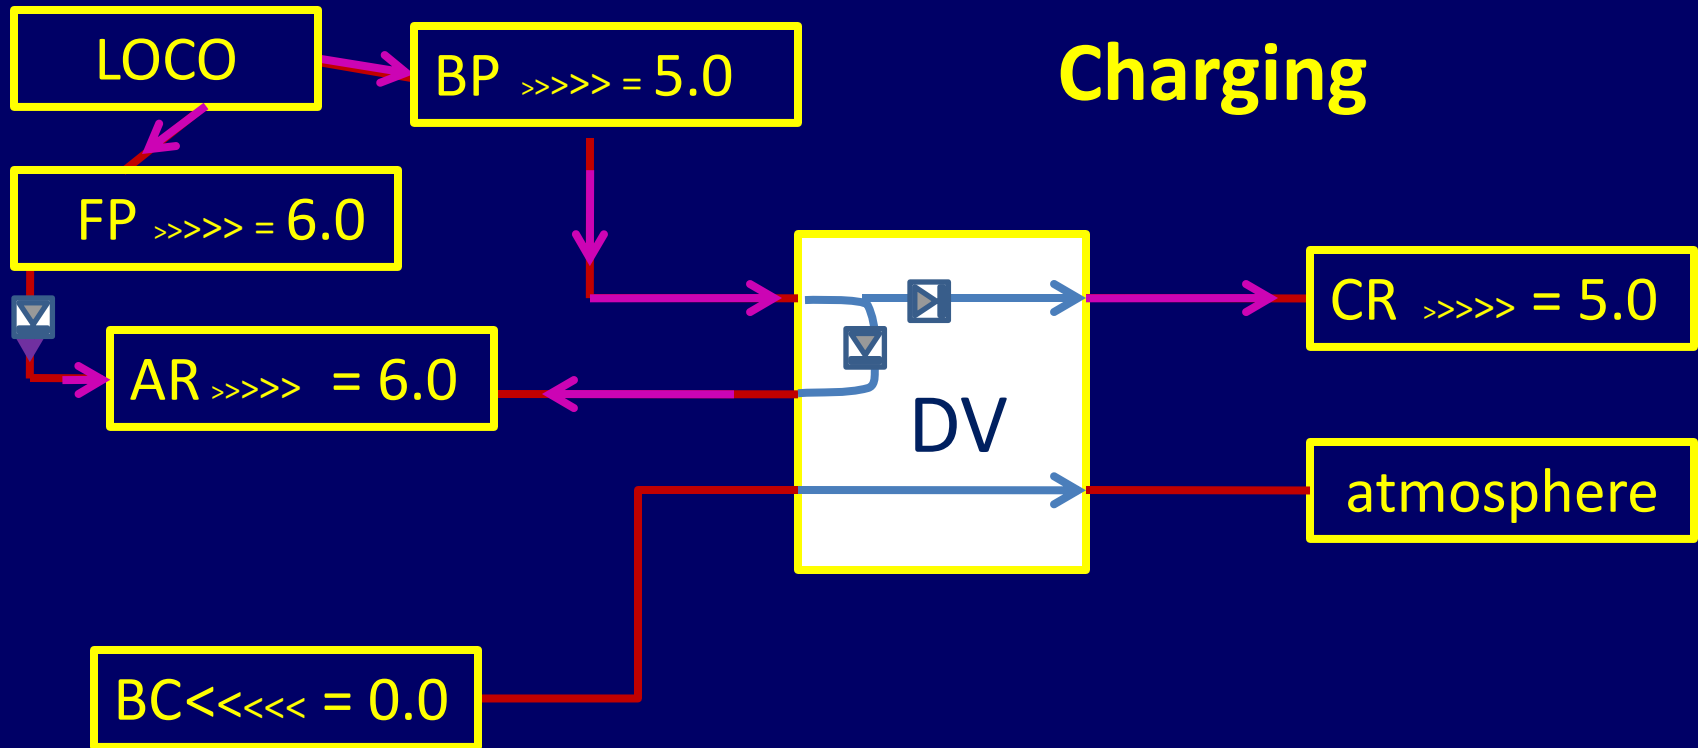 LOCO
BP >>>>>> = 5.0
Charging
FP >>>>>> = 6.0
CR >>>>>> = 5.0
AR >>>>>> = 6.0
DV
atmosphere
BC<<<<<< = 0.0